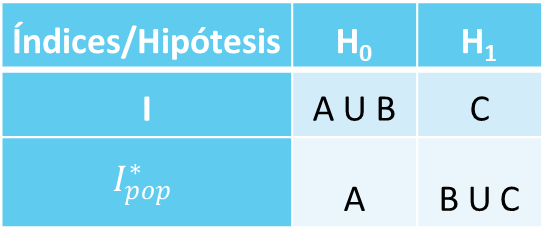 Índices/Hipótesis H₀ H₁
I A U B C
I*pop A B U C